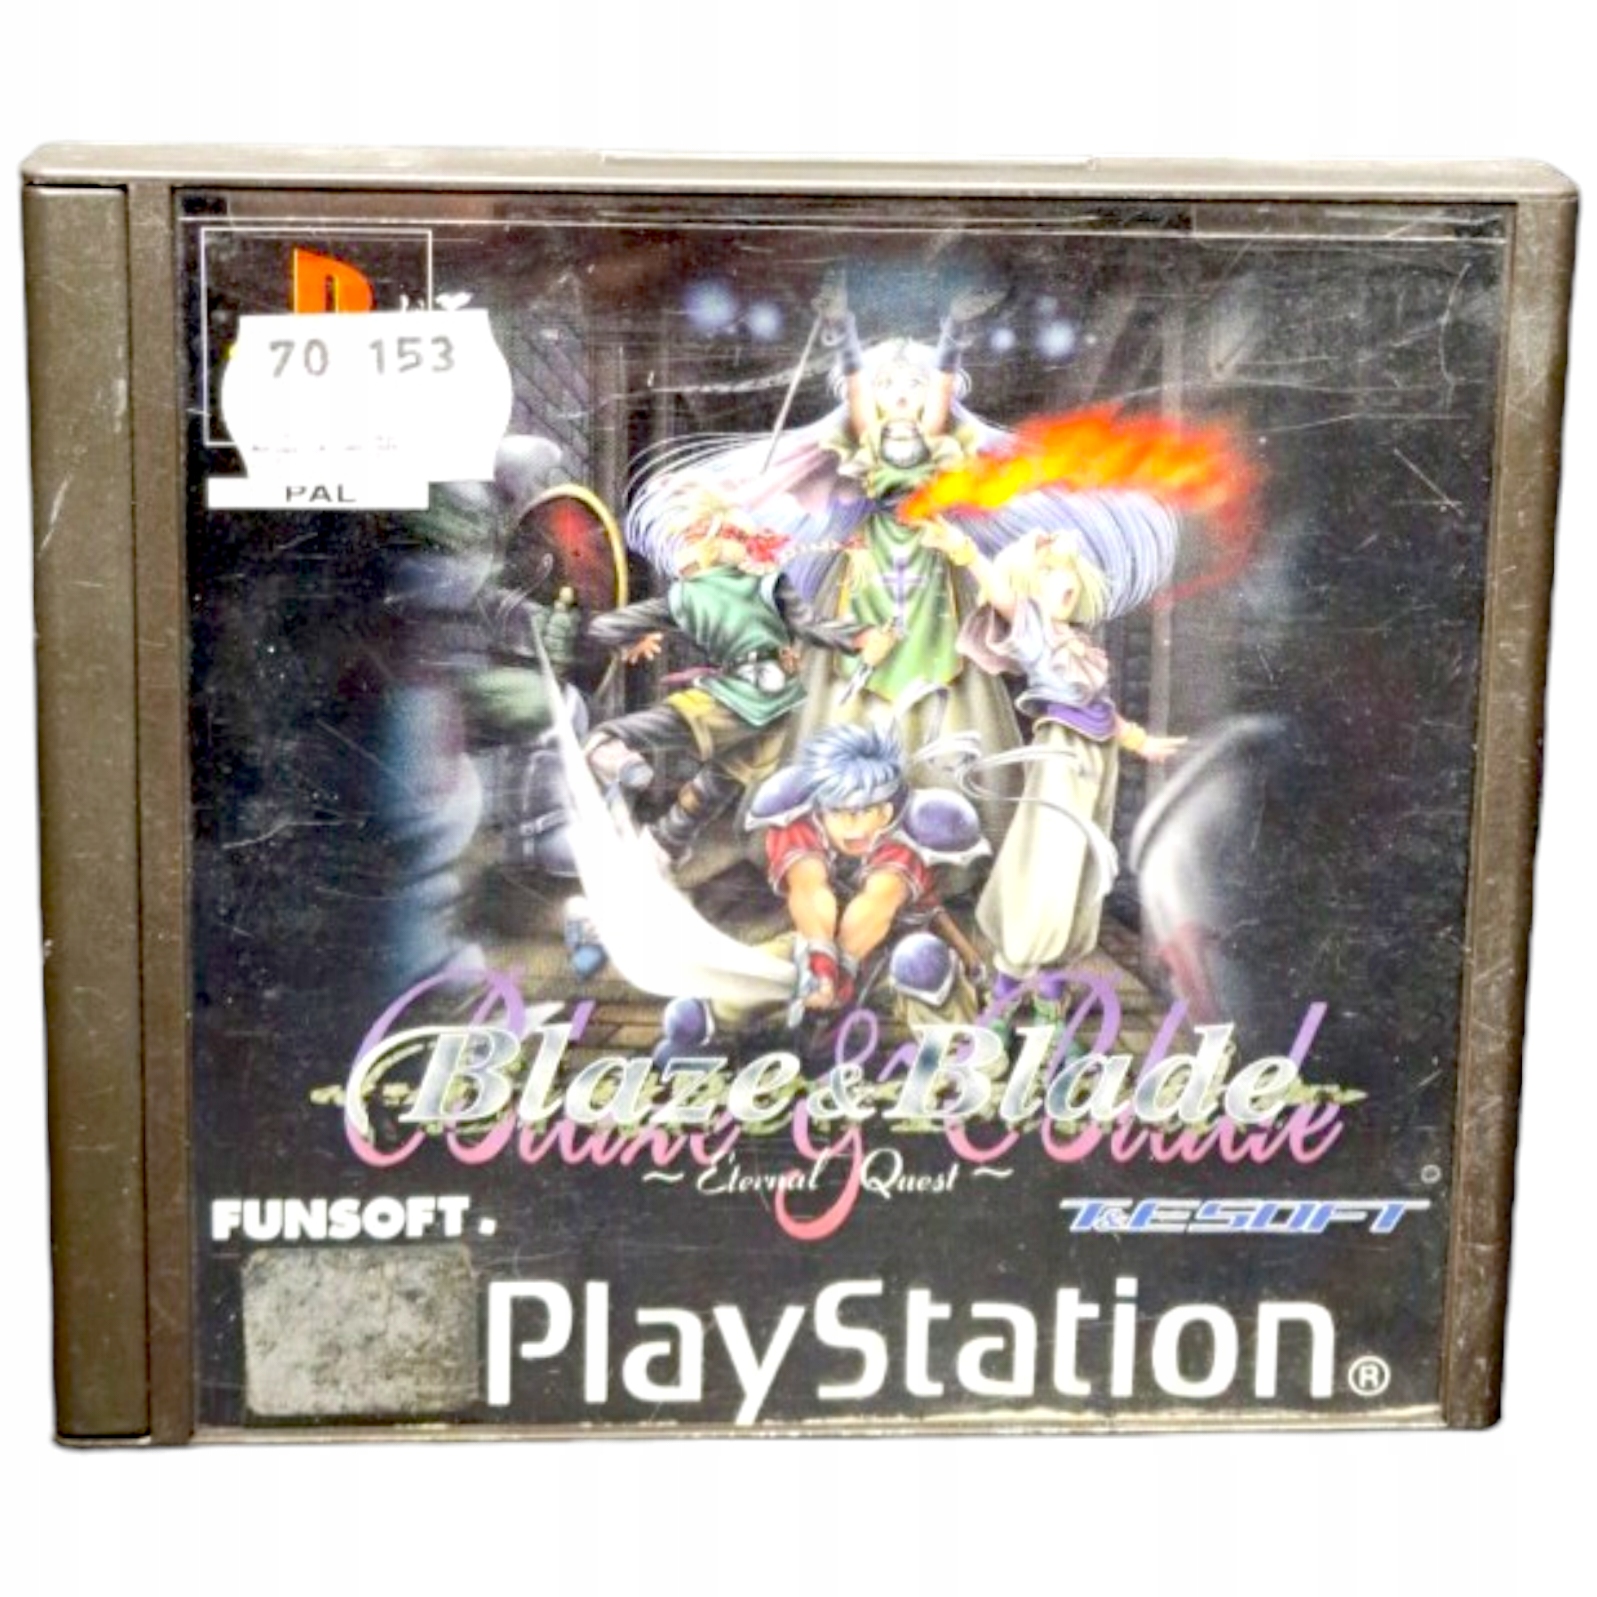 70 153
PAL
Blaze & Blade
~ Eternal Quest ~
FUNSOFT.
T&ESOFT
PlayStation®